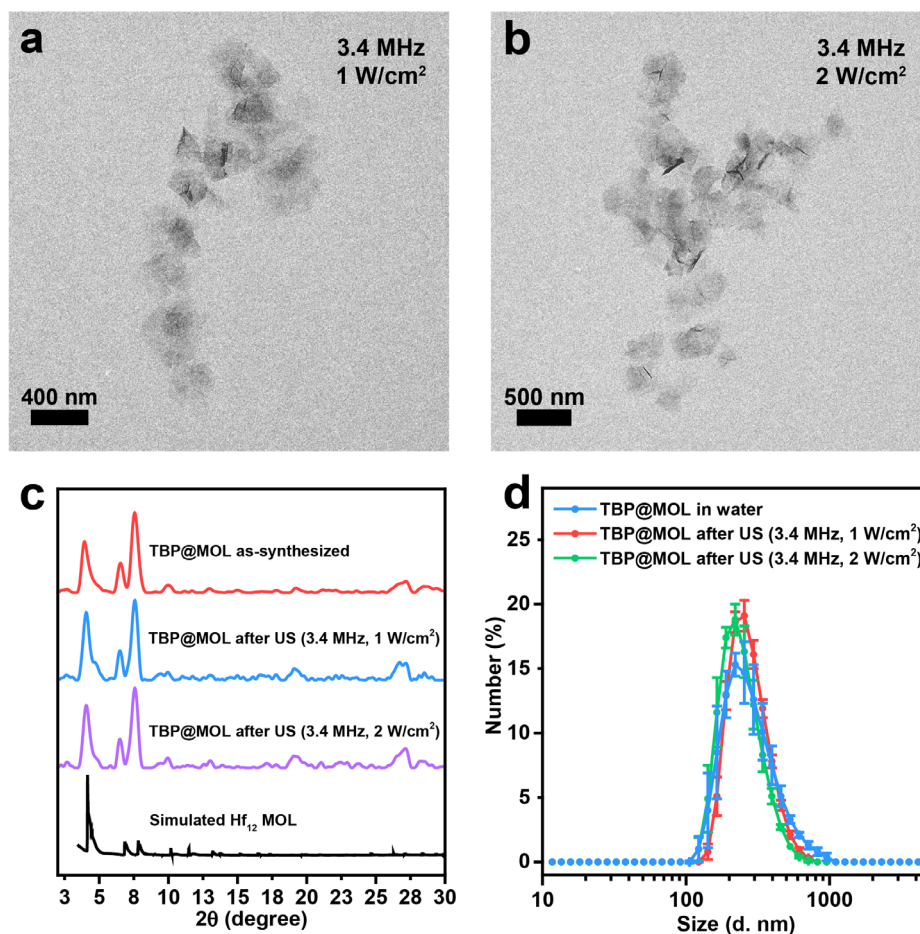 a
3.4 MHz
1 W/cm²
400 nm
b
3.4 MHz
2 W/cm²
500 nm
c
TBP@MOL as-synthesized
TBP@MOL after US (3.4 MHz, 1 W/cm²)
TBP@MOL after US (3.4 MHz, 2 W/cm²)
Simulated Hf₁₂ MOL
3 5 8 10 13 15 18 20 23 25 28 30
2θ (degree)
d
TBP@MOL in water
TBP@MOL after US (3.4 MHz, 1 W/cm²)
TBP@MOL after US (3.4 MHz, 2 W/cm²)
Number (%)
25
20
15
10
5
0
10 100 1000
Size (d. nm)